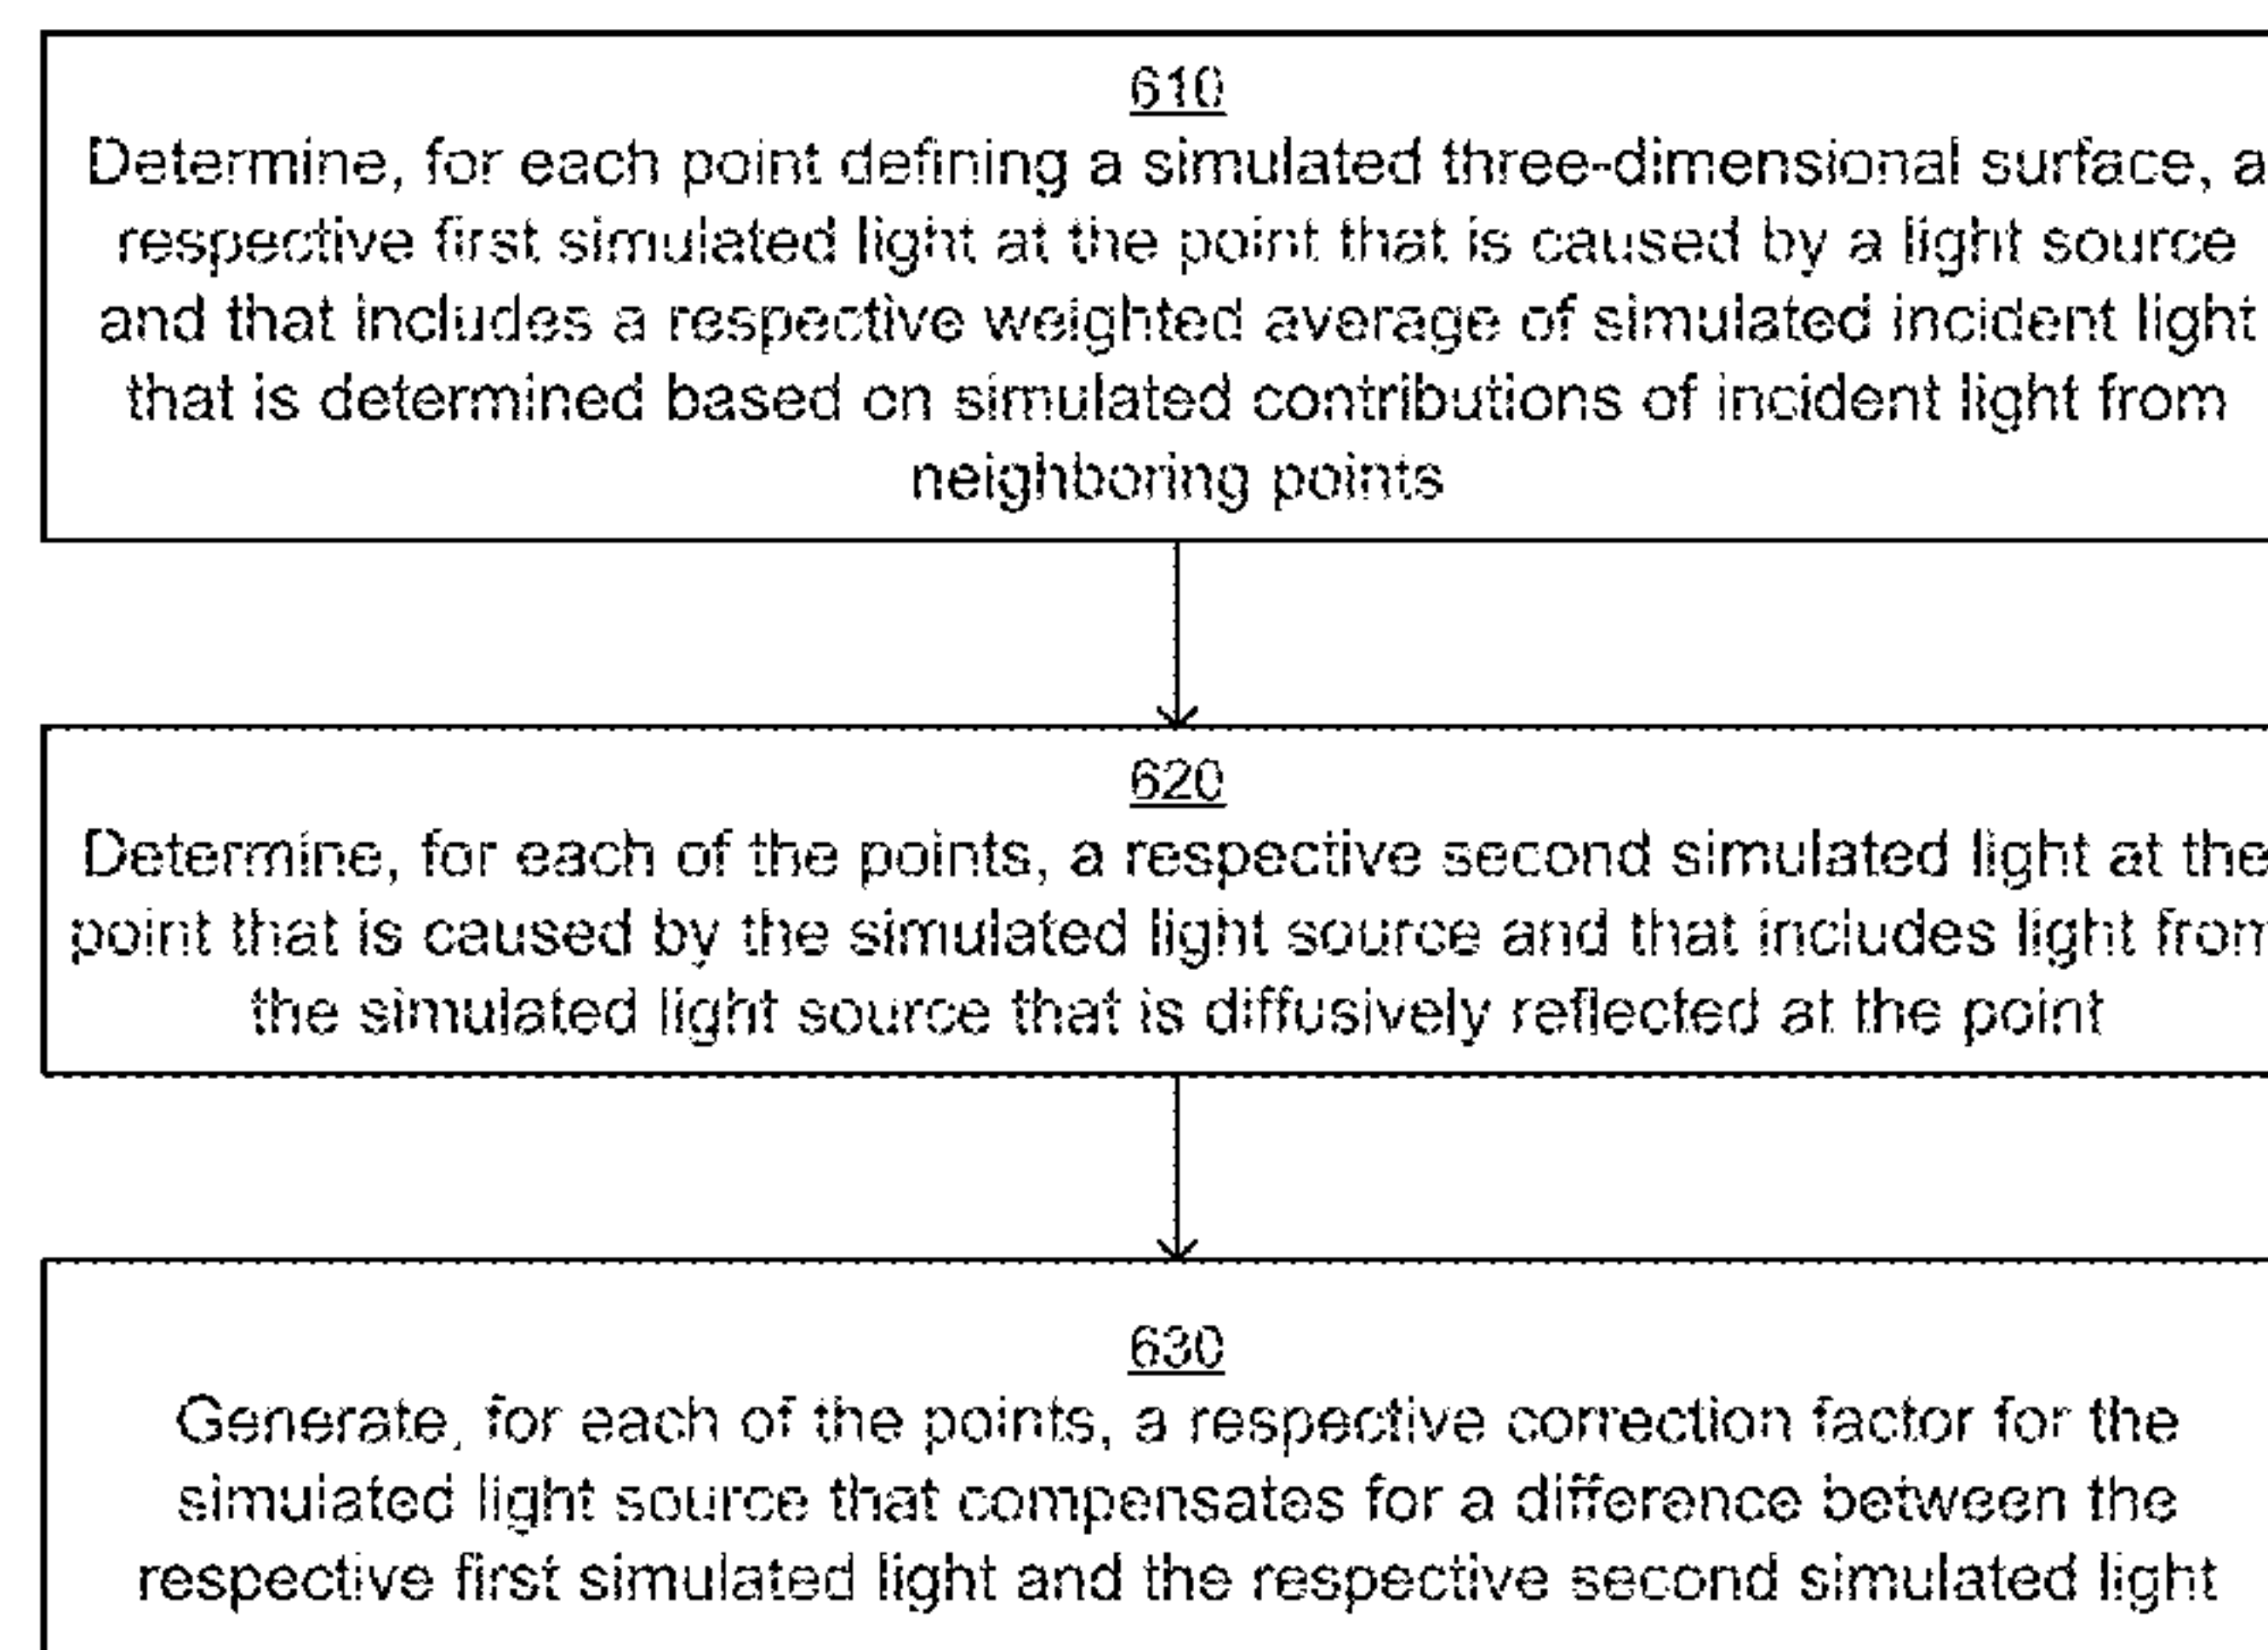 610
Determine, for each point defining a simulated three-dimensional surface, a
respective first simulated light at the point that is caused by a light source
and that includes a respective weighted average of simulated incident light
that is determined based on simulated contributions of incident light from
neighboring points
620
Determine, for each of the points, a respective second simulated light at the
point that is caused by the simulated light source and that includes light from
the simulated light source that is diffusively reflected at the point
630
Generate, for each of the points, a respective correction factor for the
simulated light source that compensates for a difference between the
respective first simulated light and the respective second simulated light